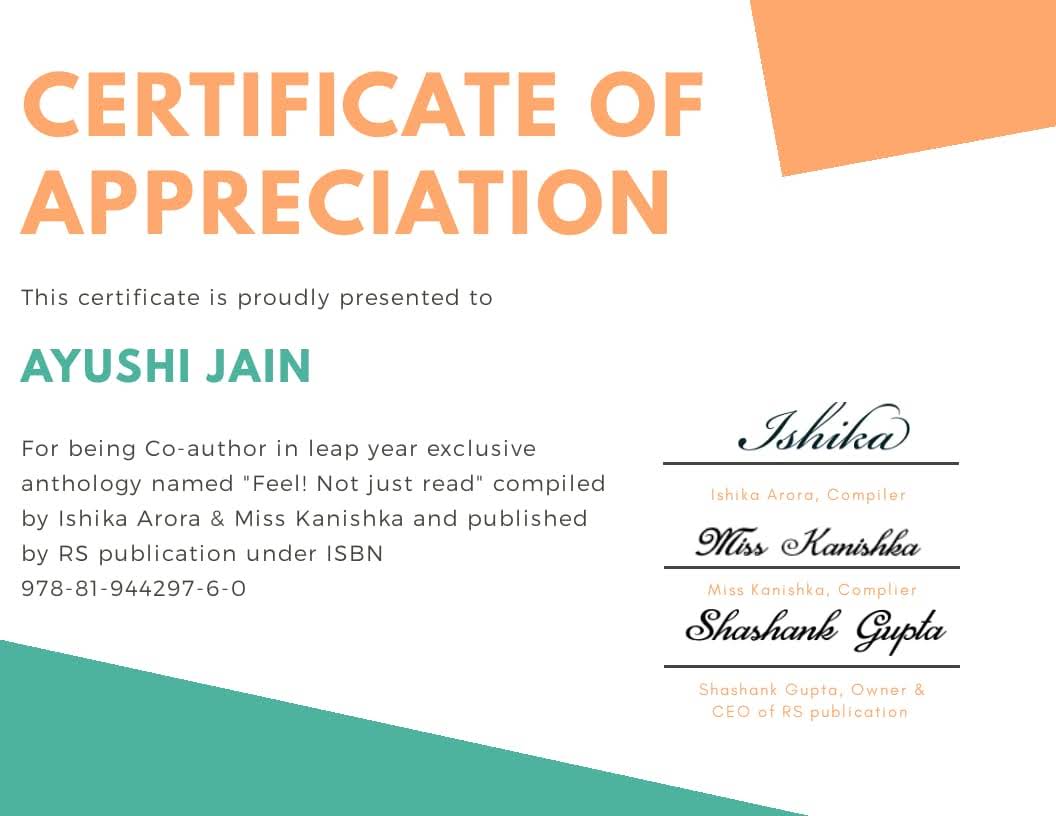 CERTIFICATE OF
APPRECIATION
This certificate is proudly presented to
AYUSHI JAIN
For being Co-author in leap year exclusive
anthology named "Feel! Not just read" compiled
by Ishika Arora & Miss Kanishka and published
by RS publication under ISBN
978-81-944297-6-0
Ishika
Ishika Arora, Compiler
Miss Kanishka
Miss Kanishka, Complier
Shashank Gupta
Shashank Gupta, Owner &
CEO of RS publication